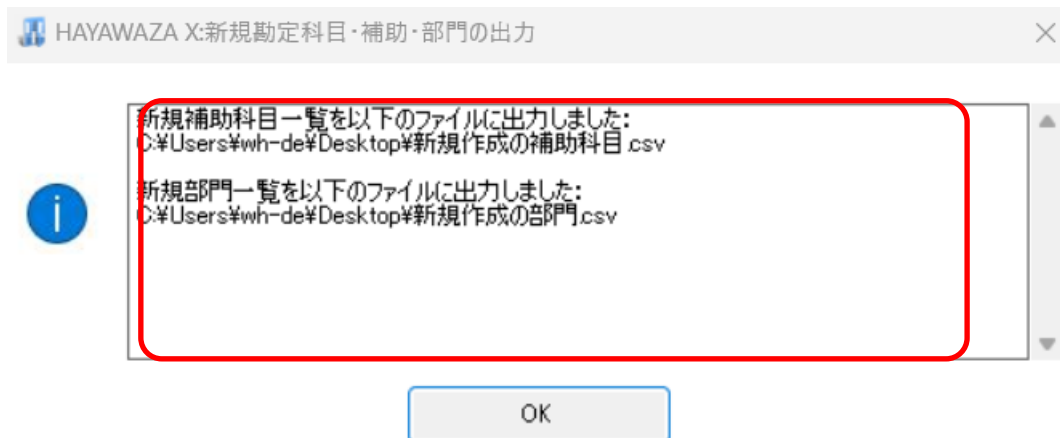 HAYAWAZA X:新規勘定科目・補助・部門の出力
新規補助科目一覧を以下のファイルに出力しました:
C:¥Users¥wh-de¥Desktop¥新規作成の補助科目.csv
新規部門一覧を以下のファイルに出力しました:
C:¥Users¥wh-de¥Desktop¥新規作成の部門.csv
OK